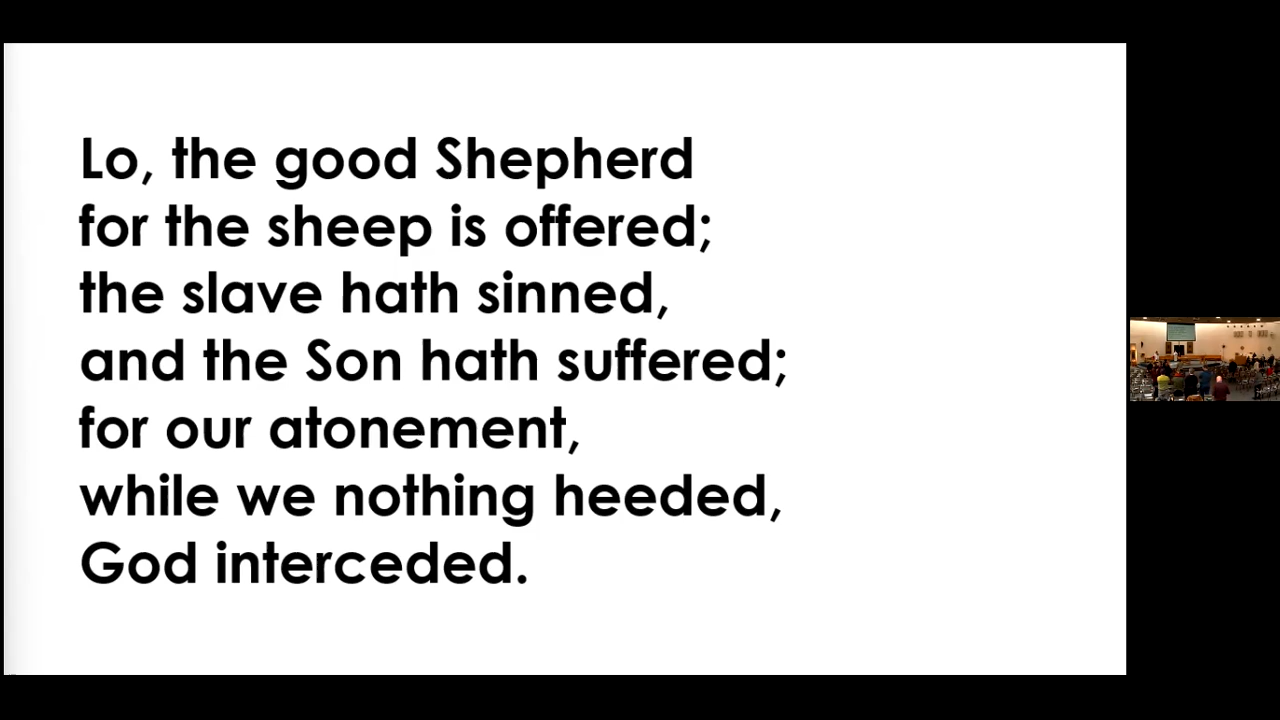 Lo, the good Shepherd
for the sheep is offered;
the slave hath sinned,
and the Son hath suffered;
for our atonement,
while we nothing heeded,
God interceded.